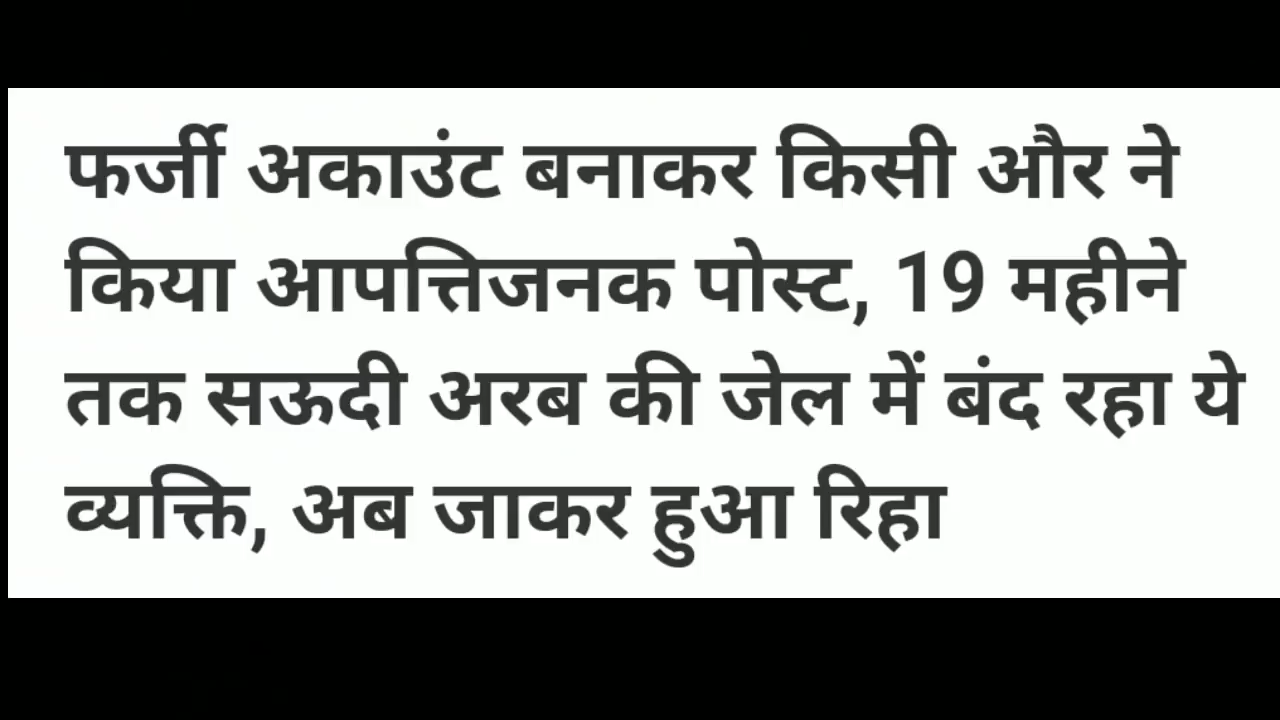 फर्जी अकाउंट बनाकर किसी और ने
किया आपत्तिजनक पोस्ट, 19 महीने
तक सऊदी अरब की जेल में बंद रहा ये
व्यक्ति, अब जाकर हुआ रिहा